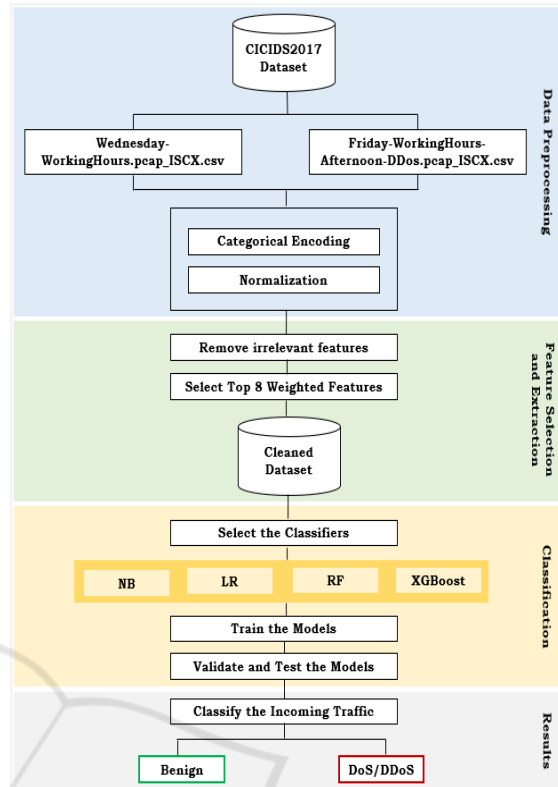 CICIDS2017
Dataset
Wednesday-
WorkingHours.pcap_ISCX.csv
Friday-WorkingHours-
Afternoon-DDos.pcap_ISCX.csv
Categorical Encoding
Normalization
Data Preprocessing
Remove irrelevant features
Select Top 8 Weighted Features
Cleaned
Dataset
Feature Selection
and Extraction
Select the Classifiers
NB
LR
RF
XGBoost
Train the Models
Validate and Test the Models
Classification
Classify the Incoming Traffic
Benign
DoS/DDoS
Results